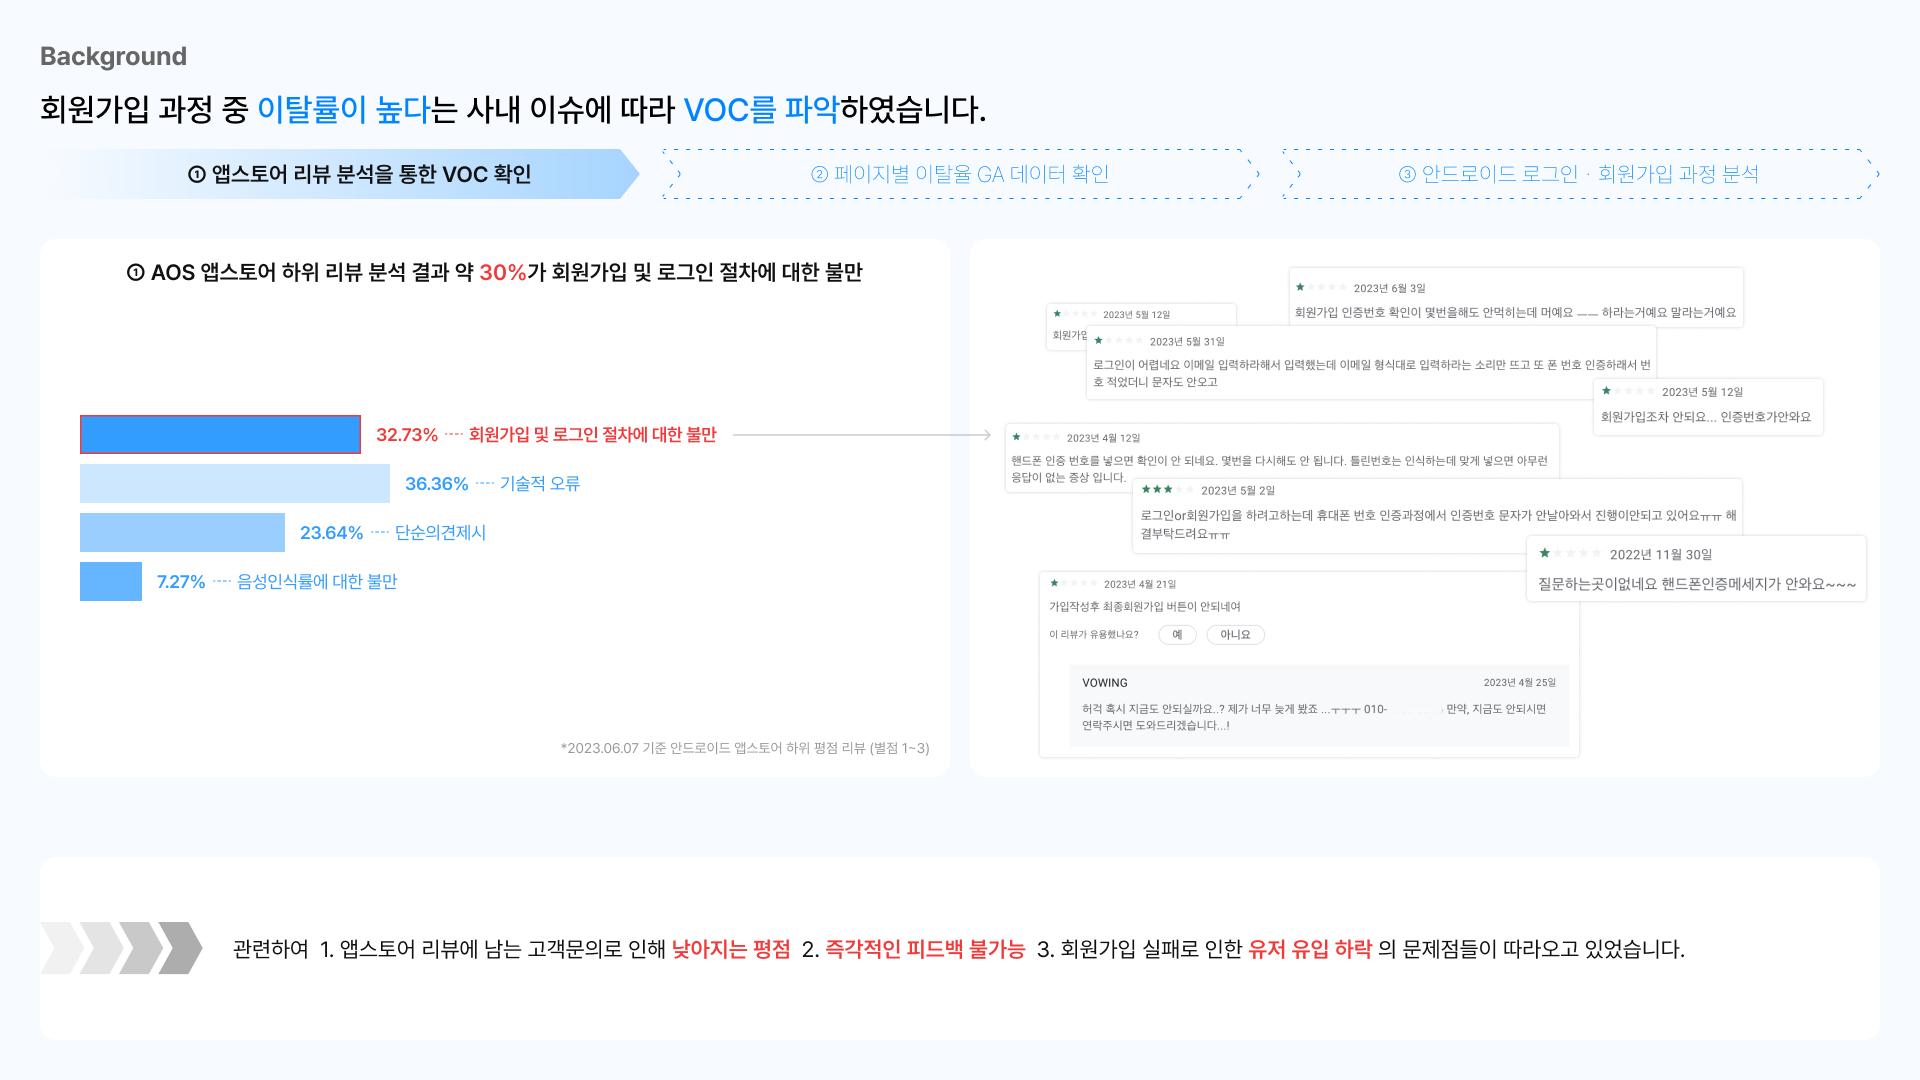 Background
회원가입 과정 중 이탈률이 높다는 사내 이슈에 따라 VOC를 파악하였습니다.
① 앱스토어 리뷰 분석을 통한 VOC 확인
② 페이지별 이탈율 GA 데이터 확인
③ 안드로이드 로그인 · 회원가입 과정 분석
① AOS 앱스토어 하위 리뷰 분석 결과 약 30%가 회원가입 및 로그인 절차에 대한 불만
32.73% 회원가입 및 로그인 절차에 대한 불만
36.36% 기술적 오류
23.64% 단순의견제시
7.27% 음성인식률에 대한 불만
*2023.06.07 기준 안드로이드 앱스토어 하위 평점 리뷰 (별점 1~3)
2023년 6월 3일
회원가입 인증번호 확인이 몇번을해도 안먹히는데 머예요 ㅡㅡ 하라는거예요 말라는거예요
2023년 5월 12일
회원가입
2023년 5월 31일
로그인이 어렵네요 이메일 입력하라해서 입력했는데 이메일 형식대로 입력하라는 소리만 뜨고 또 폰 번호 인증하래서 번
호 적었더니 문자도 안오고
2023년 5월 12일
회원가입조차 안되요... 인증번호가안와요
2023년 4월 12일
핸드폰 인증 번호를 넣으면 확인이 안 되네요. 몇번을 다시해도 안 됩니다. 틀린번호는 인식하는데 맞게 넣으면 아무런
응답이 없는 증상 입니다.
2023년 5월 2일
로그인or회원가입을 하려고하는데 휴대폰 번호 인증과정에서 인증번호 문자가 안날아와서 진행이안되고 있어요ㅠㅠ 해
결부탁드려요ㅠㅠ
2022년 11월 30일
질문하는곳이없네요 핸드폰인증메세지가 안와요~~~
2023년 4월 21일
가입작성후 최종회원가입 버튼이 안되네여
이 리뷰가 유용했나요? 예 아니요
VOWING 2023년 4월 25일
허걱 혹시 지금도 안되실까요..? 제가 너무 늦게 봤죠 ...ㅜㅜㅜ 010- 만약, 지금도 안되시면
연락주시면 도와드리겠습니다...!
관련하여 1. 앱스토어 리뷰에 남는 고객문의로 인해 낮아지는 평점 2. 즉각적인 피드백 불가능 3. 회원가입 실패로 인한 유저 유입 하락 의 문제점들이 따라오고 있었습니다.